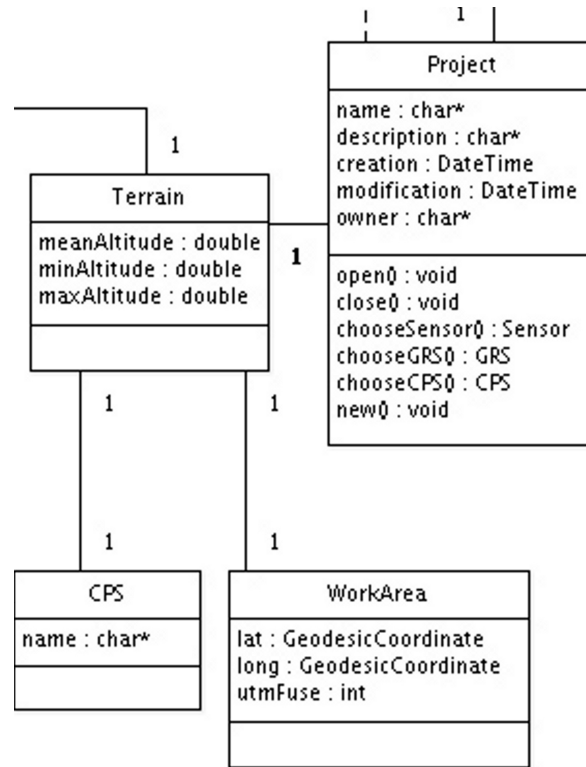 1
Project
name : char*
description : char*
creation : DateTime
modification : DateTime
owner : char*
open() : void
close() : void
chooseSensor() : Sensor
chooseGRS() : GRS
chooseCPS() : CPS
new() : void
1
Terrain
meanAltitude : double
minAltitude : double
maxAltitude : double
1
1
1
1
1
CPS
name : char*
WorkArea
lat : GeodesicCoordinate
long : GeodesicCoordinate
utmFuse : int